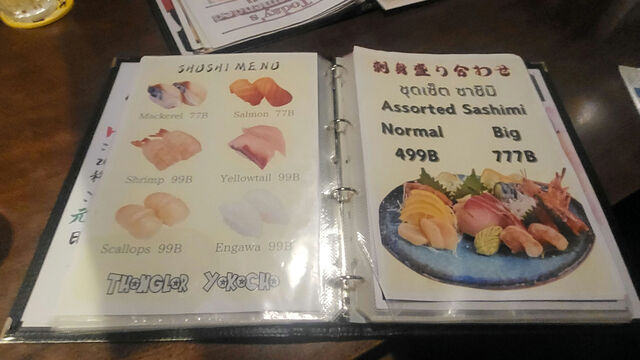 Today's
SHUSHI MENU
Mackerel 77B
Salmon 77B
Shrimp 99B
Yellowtail 99B
Scallops 99B
Engawa 99B
THONGLOR YOKOCHO
刺身盛り合わせ
ชุดเซ็ต ซาชิมิ
Assorted Sashimi
Normal Big
499B 777B